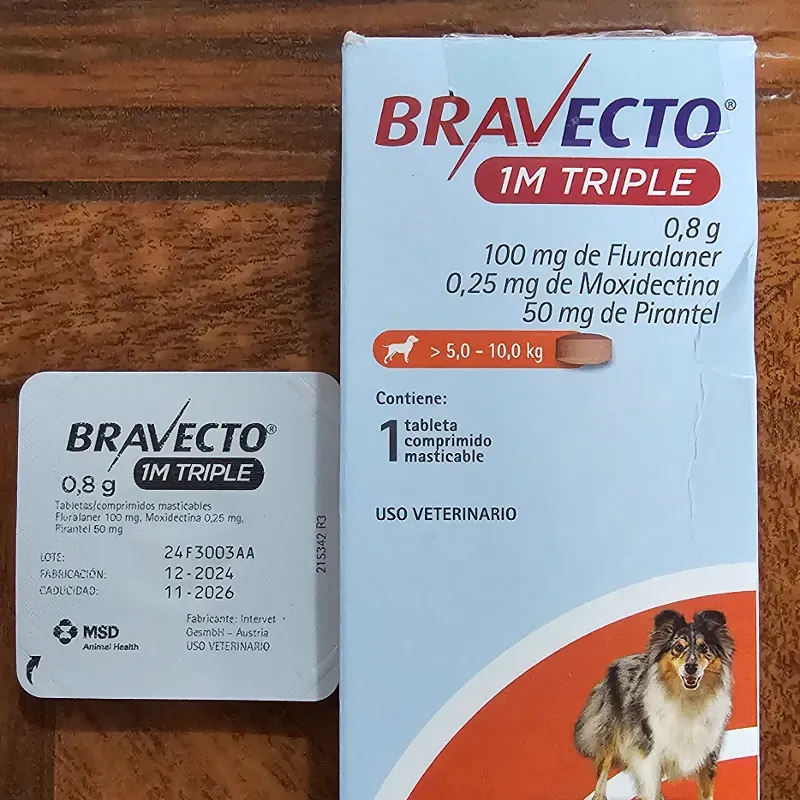 BRAVECTO®
1M TRIPLE
0,8 g
100 mg de Fluralaner
0,25 mg de Moxidectina
50 mg de Pirantel
> 5,0 - 10,0 kg
Contiene:
1 tableta
comprimido
masticable
USO VETERINARIO
BRAVECTO®
1M TRIPLE
0,8 g
Tabletas/comprimidos masticables
Fluralaner 100 mg, Moxidectina 0,25 mg,
Pirantel 50 mg
LOTE: 24F3003AA
FABRICACIÓN: 12-2024
CADUCIDAD: 11-2026
MSD
Animal Health
Fabricante: Intervet
GesmbH - Austria
USO VETERINARIO
215342 R3